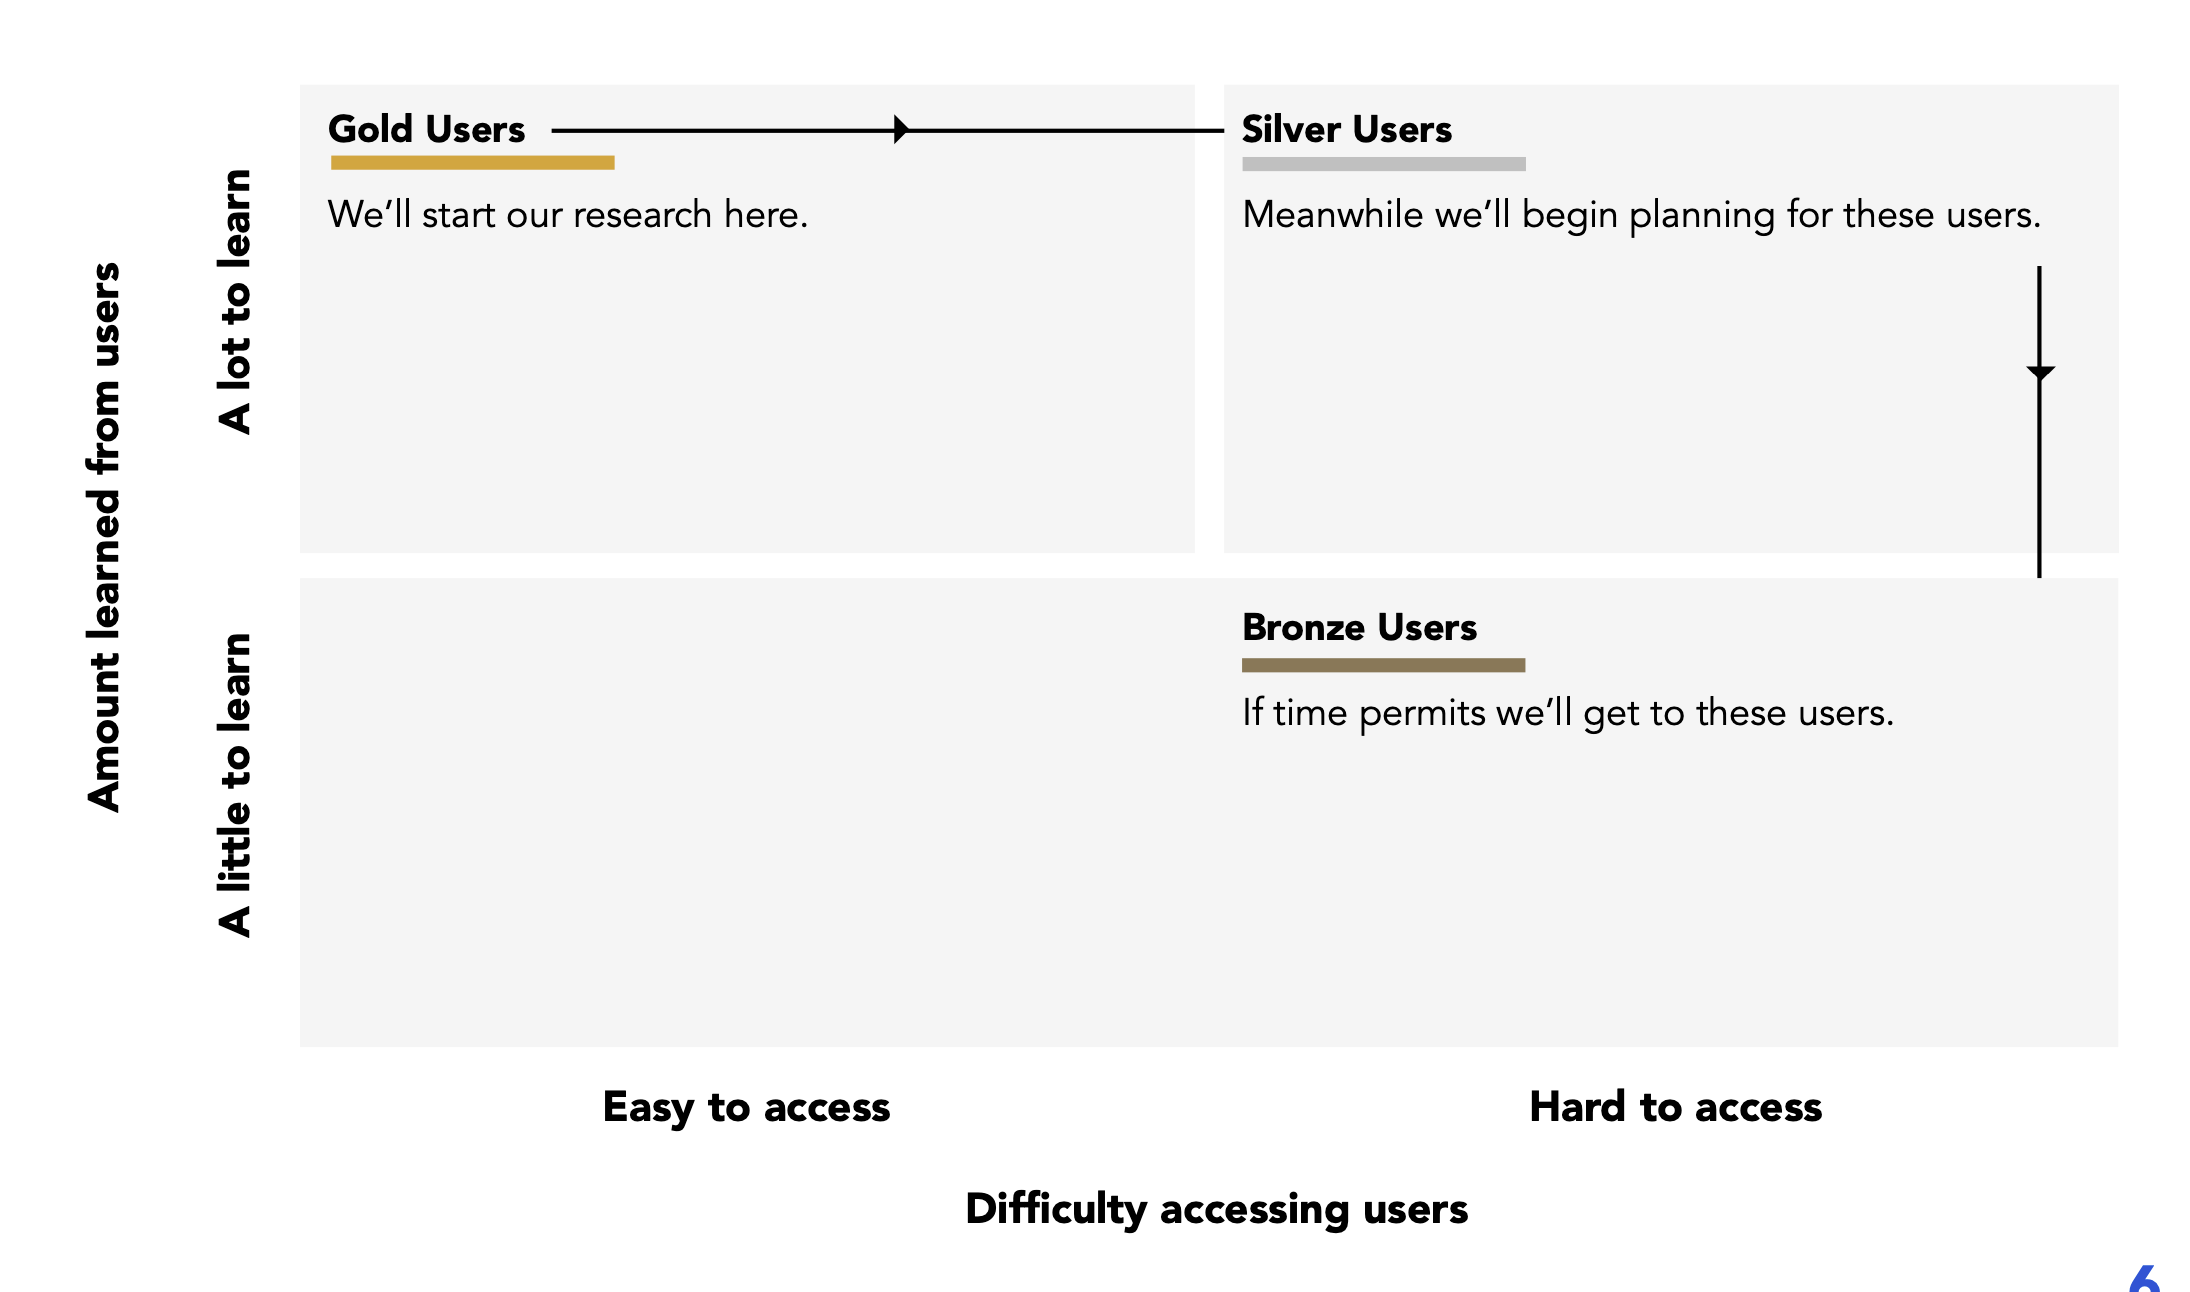 Amount learned from users
A lot to learn
Gold Users
We’ll start our research here.
Silver Users
Meanwhile we’ll begin planning for these users.
A little to learn
Bronze Users
If time permits we’ll get to these users.
Easy to access
Hard to access
Difficulty accessing users
6